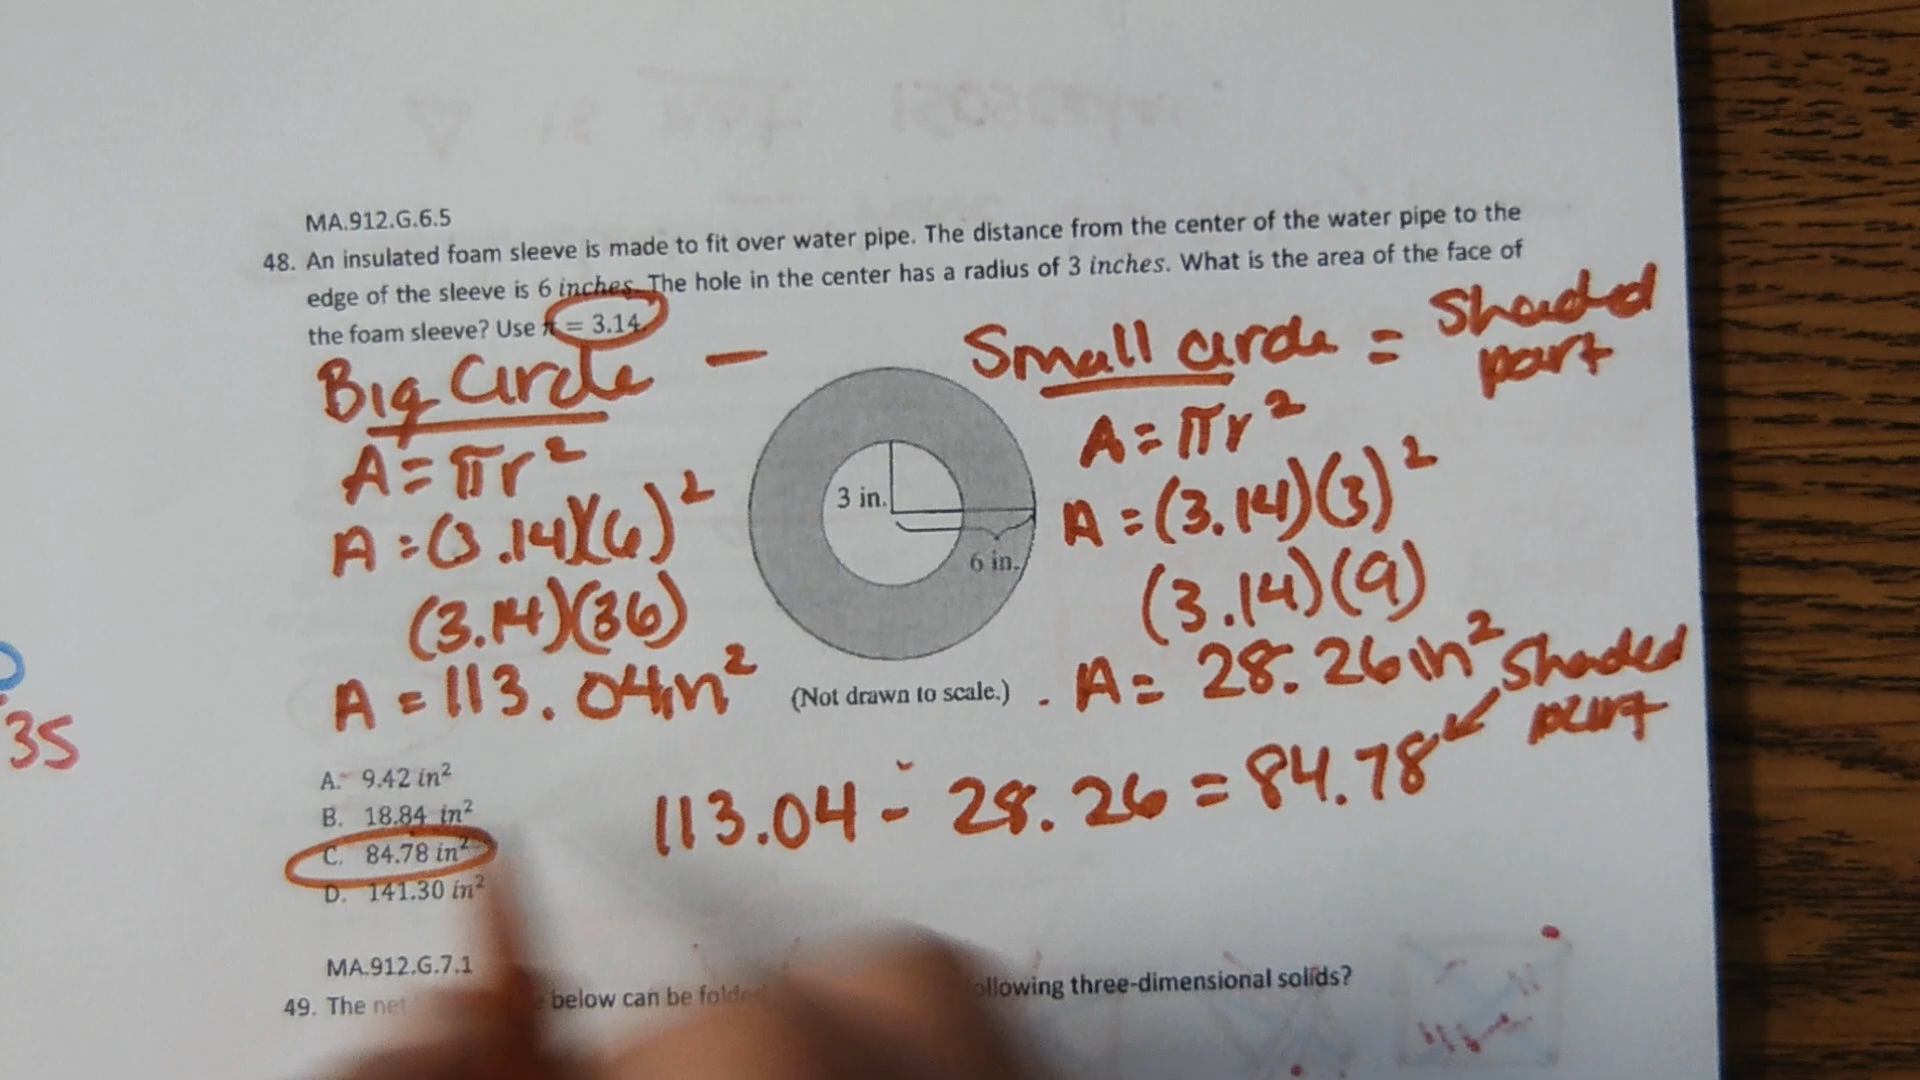 MA.912.G.6.5
48. An insulated foam sleeve is made to fit over water pipe. The distance from the center of the water pipe to the
edge of the sleeve is 6 inches. The hole in the center has a radius of 3 inches. What is the area of the face of
the foam sleeve? Use π = 3.14.
Big Circle - Small circle = Shaded part
A = πr²
A = (3.14)(6)²
(3.14)(36)
A = 113.04in²
3 in.
6 in.
(Not drawn to scale.)
A = πr²
A = (3.14)(3)²
(3.14)(9)
A = 28.26in²
Shaded
part
113.04 - 28.26 = 84.78
A. 9.42 in²
B. 18.84 in²
C. 84.78 in²
D. 141.30 in²
35
MA.912.G.7.1
49. The net below can be folded ollowing three-dimensional solids?